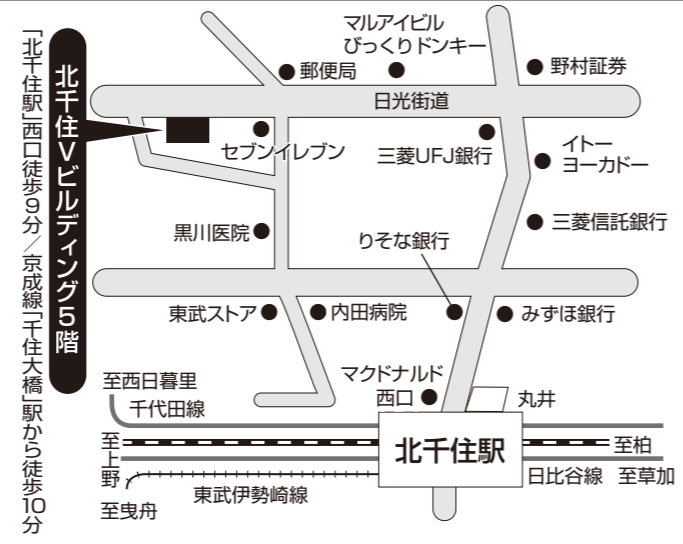 「北千住駅」西口徒歩9分／京成線「千住大橋」駅から徒歩10分
北千住Vビルディング5階
マルアイビル
びっくりドンキー
郵便局
野村証券
日光街道
セブンイレブン
三菱UFJ銀行
イトー
ヨーカドー
黒川医院
りそな銀行
三菱信託銀行
東武ストア
内田病院
みずほ銀行
マクドナルド
西口
丸井
至西日暮里
千代田線
至上野
北千住駅
至柏
東武伊勢崎線
日比谷線
至草加
至曳舟